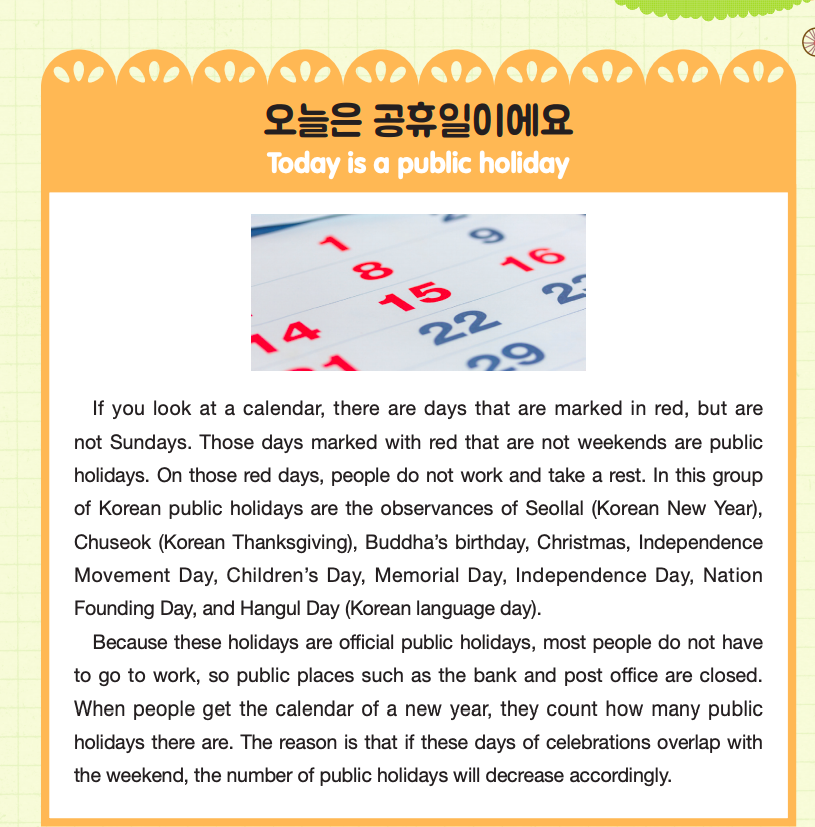 오늘은 공휴일이에요
Today is a public holiday
1
9
8
16
15
14
22
29
If you look at a calendar, there are days that are marked in red, but are
not Sundays. Those days marked with red that are not weekends are public
holidays. On those red days, people do not work and take a rest. In this group
of Korean public holidays are the observances of Seollal (Korean New Year),
Chuseok (Korean Thanksgiving), Buddha's birthday, Christmas, Independence
Movement Day, Children's Day, Memorial Day, Independence Day, Nation
Founding Day, and Hangul Day (Korean language day).
Because these holidays are official public holidays, most people do not have
to go to work, so public places such as the bank and post office are closed.
When people get the calendar of a new year, they count how many public
holidays there are. The reason is that if these days of celebrations overlap with
the weekend, the number of public holidays will decrease accordingly.